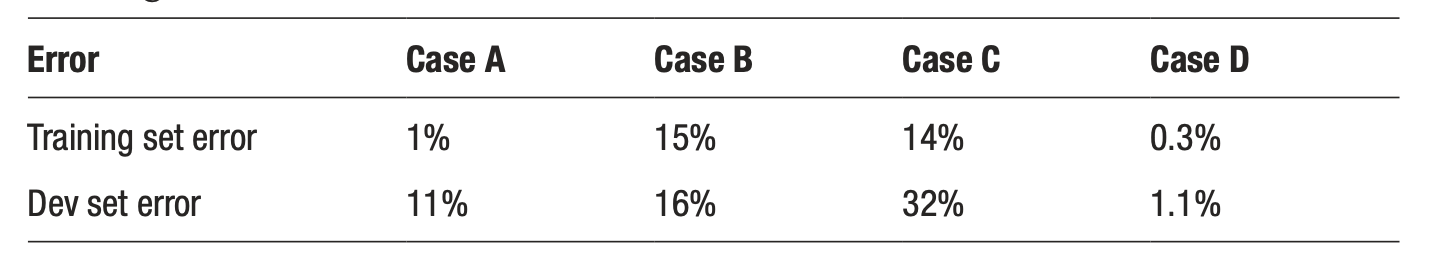 Error Case A Case B Case C Case D
Training set error 1% 15% 14% 0.3%
Dev set error 11% 16% 32% 1.1%